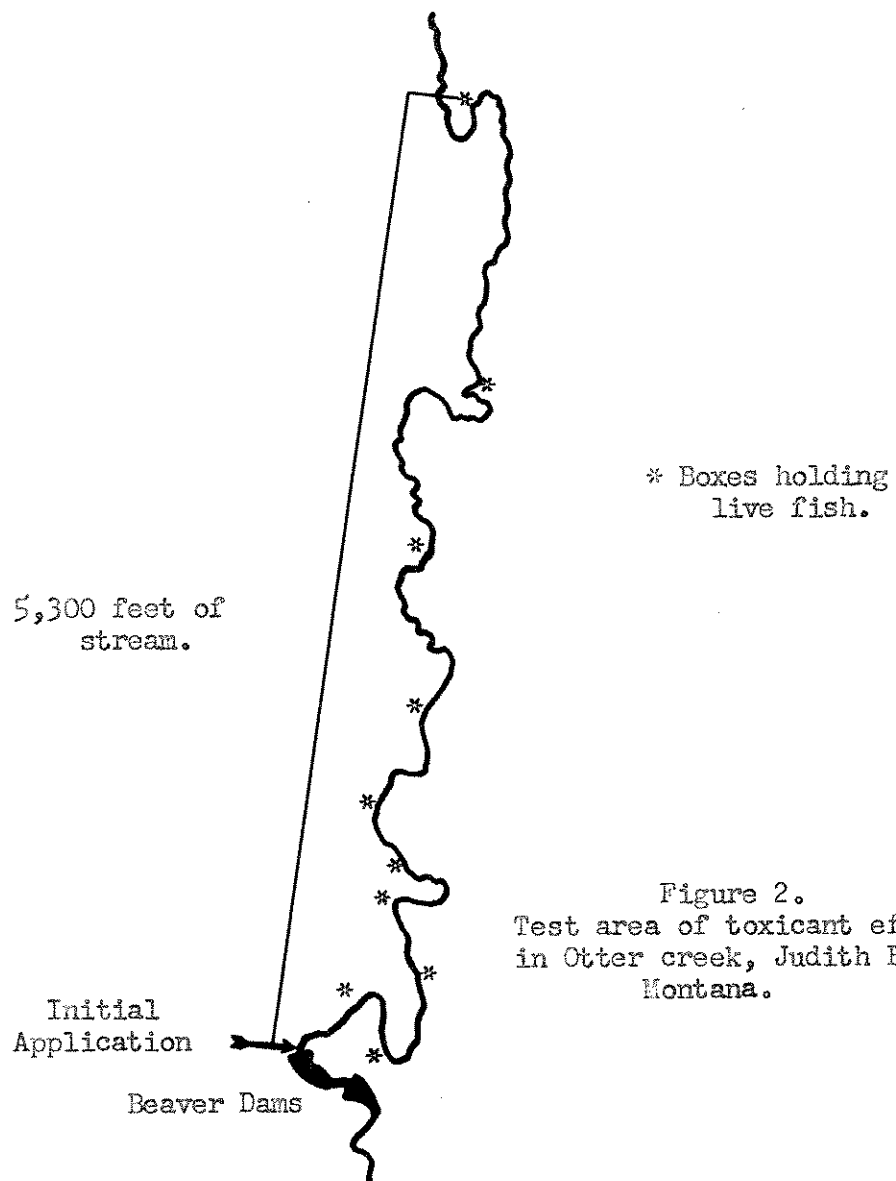 * Boxes holding
live fish.
5,300 feet of
stream.
Figure 2.
Test area of toxicant ef
in Otter creek, Judith B
Montana.
Initial
Application
Beaver Dams